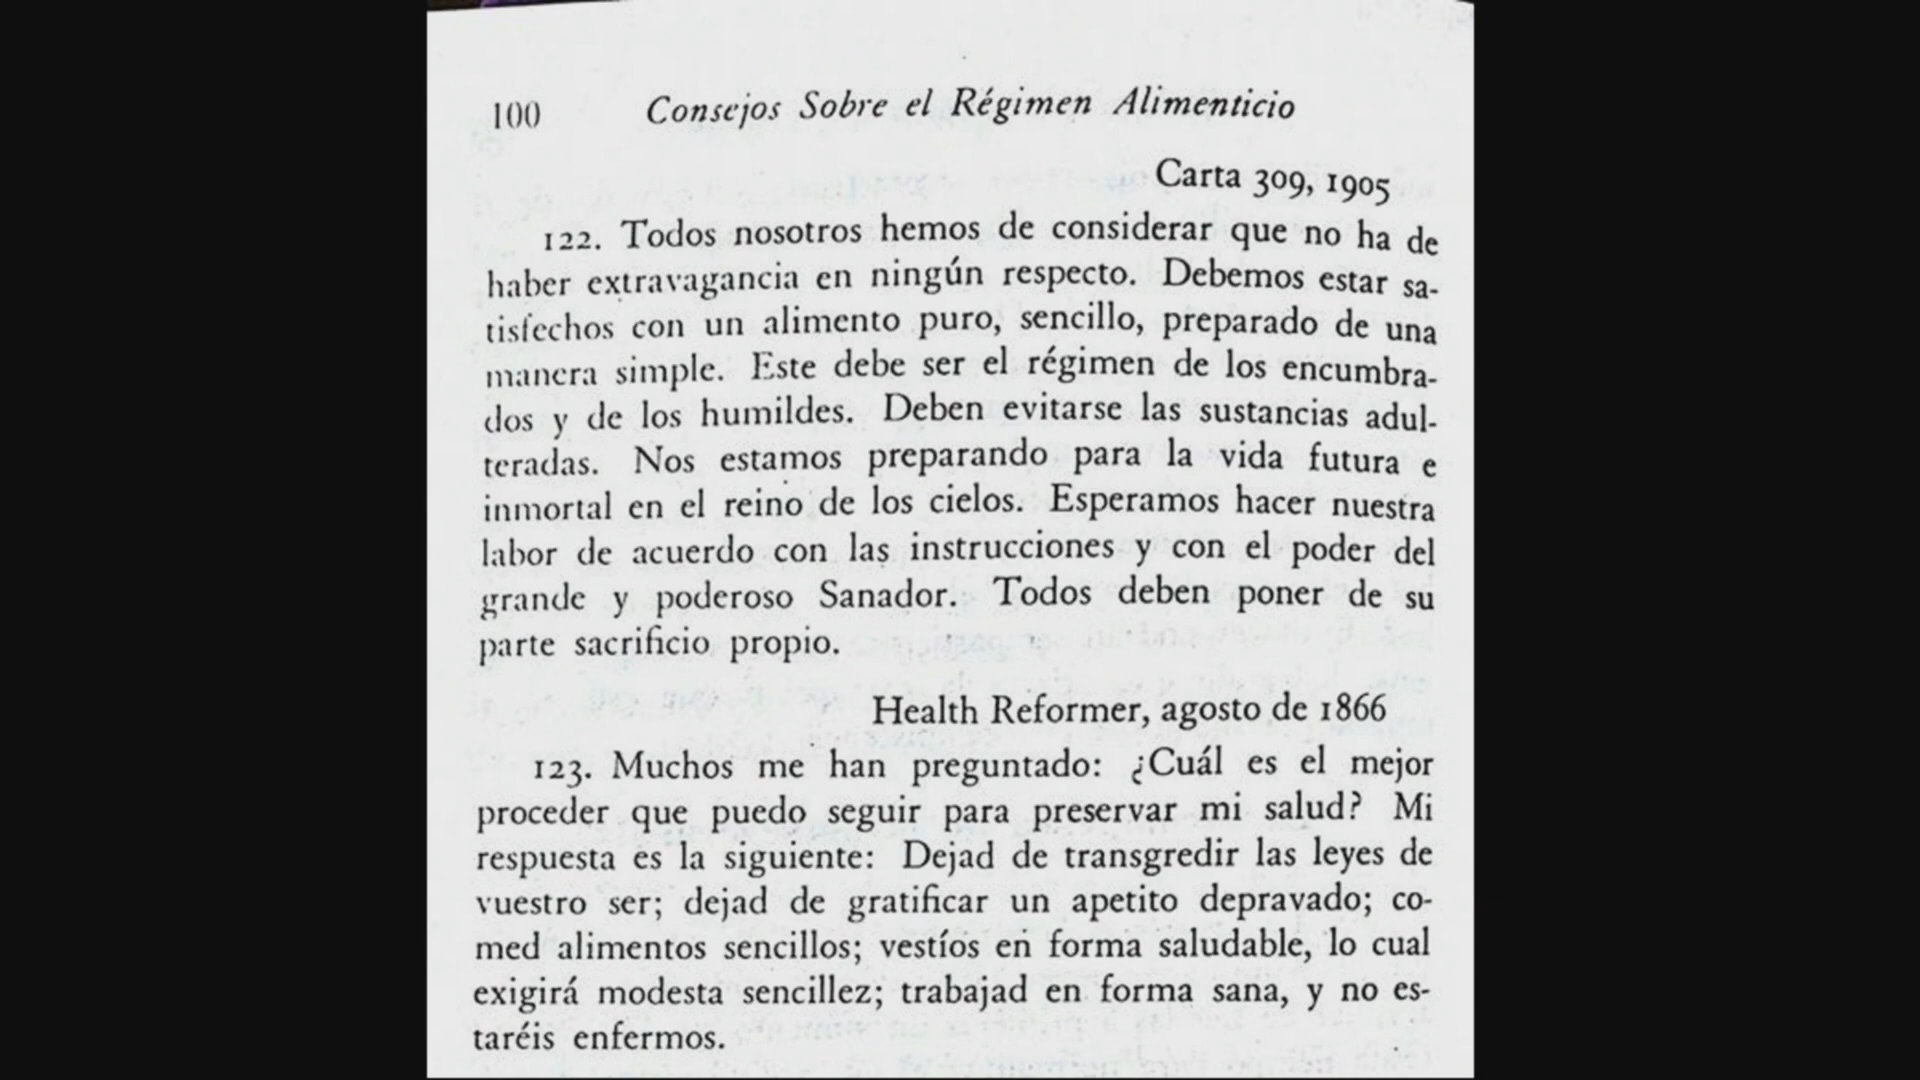 100 Consejos Sobre el Régimen Alimenticio
Carta 309, 1905
122. Todos nosotros hemos de considerar que no ha de
haber extravagancia en ningún respecto. Debemos estar sa-
tisfechos con un alimento puro, sencillo, preparado de una
manera simple. Este debe ser el régimen de los encumbra-
dos y de los humildes. Deben evitarse las sustancias adul-
teradas. Nos estamos preparando para la vida futura e
inmortal en el reino de los cielos. Esperamos hacer nuestra
labor de acuerdo con las instrucciones y con el poder del
grande y poderoso Sanador. Todos deben poner de su
parte sacrificio propio.
Health Reformer, agosto de 1866
123. Muchos me han preguntado: ¿Cuál es el mejor
proceder que puedo seguir para preservar mi salud? Mi
respuesta es la siguiente: Dejad de transgredir las leyes de
vuestro ser; dejad de gratificar un apetito depravado; co-
med alimentos sencillos; vestíos en forma saludable, lo cual
exigirá modesta sencillez; trabajad en forma sana, y no es-
taréis enfermos.